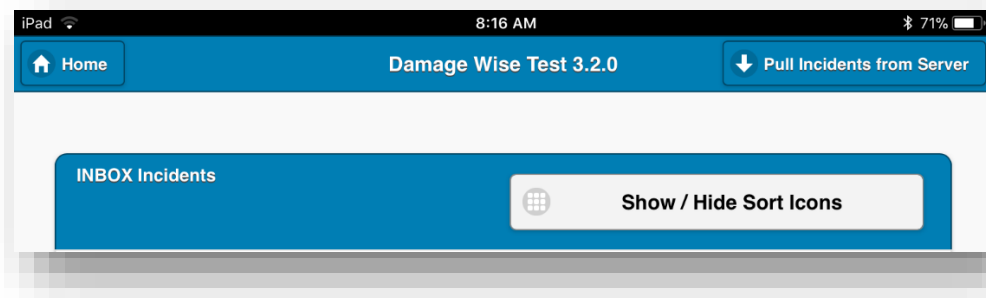 iPad 8:16 AM 71%
Home Damage Wise Test 3.2.0 Pull Incidents from Server
INBOX Incidents
Show / Hide Sort Icons